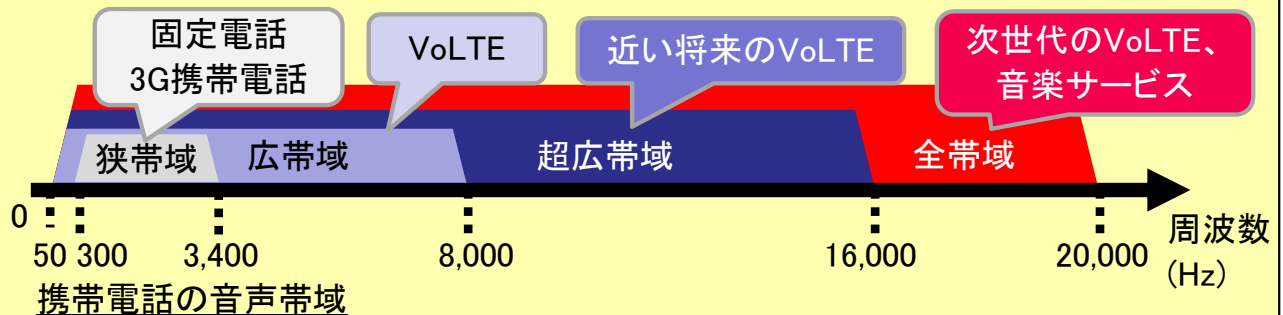 固定電話
3G携帯電話
VoLTE
近い将来のVoLTE
次世代のVoLTE、
音楽サービス
狭帯域
広帯域
超広帯域
全帯域
0
50 300 3,400 8,000 16,000 20,000
周波数
(Hz)
携帯電話の音声帯域